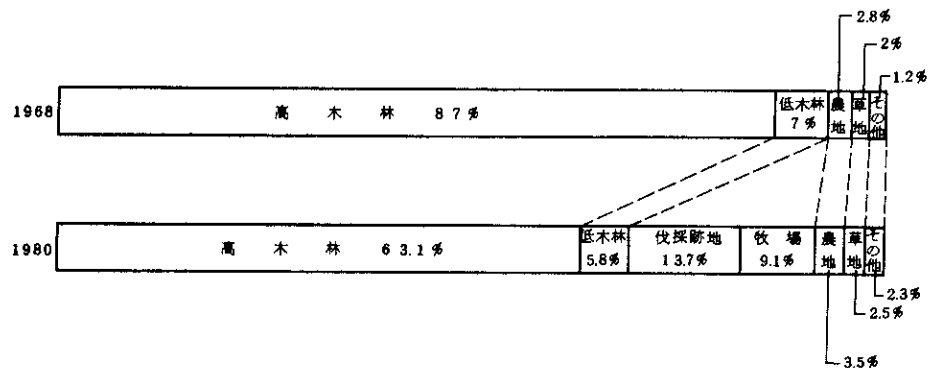 2.8%
2%
1.2%
1968
高木林 87%
低木林
7%
農地
草地
その他
1980
高木林 63.1%
低木林
5.8%
伐採跡地
13.7%
牧場
9.1%
農地
草地
その他
2.3%
2.5%
3.5%